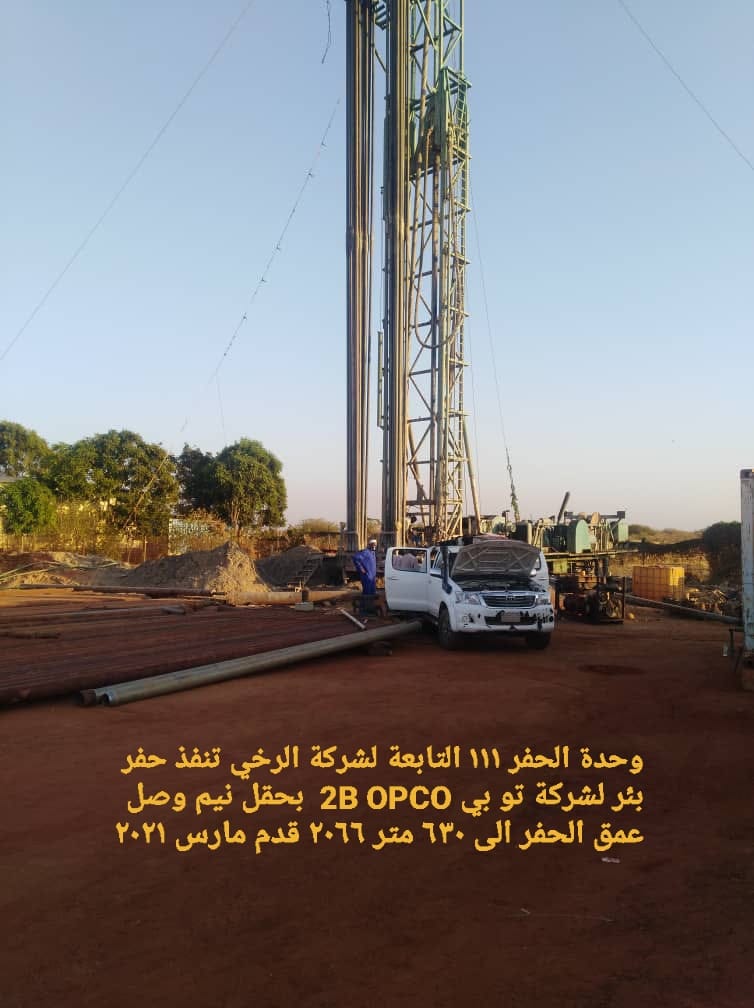 وحدة الحفر ١١١ التابعة لشركة الرخي تنفذ حفر
بئر لشركة تو بي 2B OPCO بحقل نيم وصل
عمق الحفر الى ٦٣٠ متر ٢٠٦٦ قدم مارس ٢٠٢١